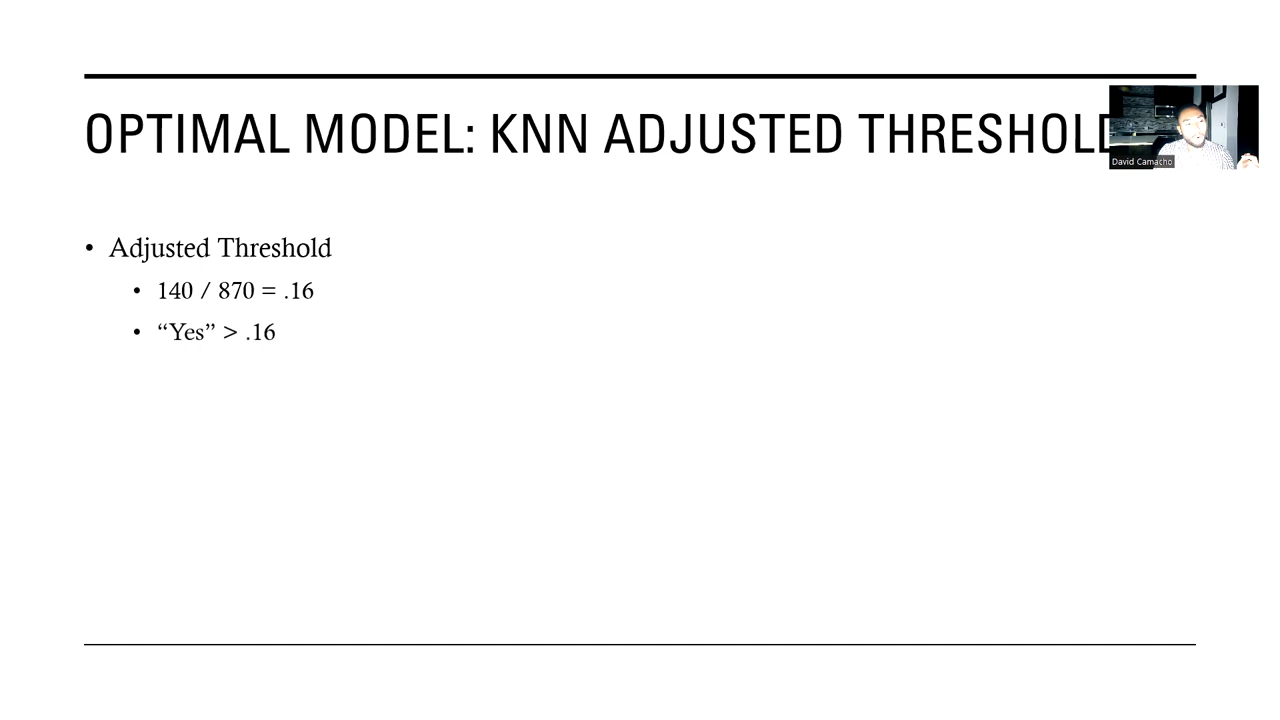 OPTIMAL MODEL: KNN ADJUSTED THRESHOLD
David Camacho
• Adjusted Threshold
• 140 / 870 = .16
• “Yes” > .16